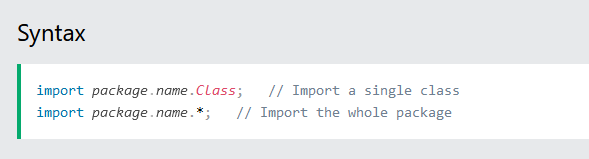 Syntax
import package.name.Class;   // Import a single class
import package.name.*;   // Import the whole package